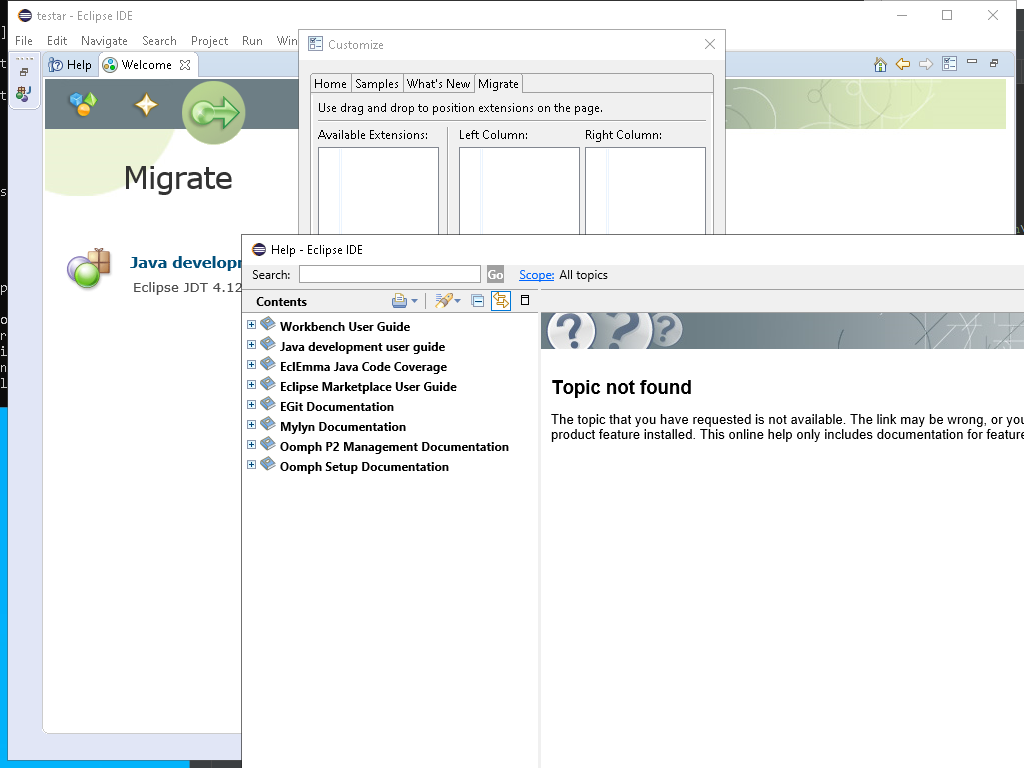 testar - Eclipse IDE
File Edit Navigate Search Project Run Win
Customize
Help Welcome
Home Samples What's New Migrate
Use drag and drop to position extensions on the page.
Available Extensions: Left Column: Right Column:
Migrate
Java develop
Eclipse JDT 4.12
Help - Eclipse IDE
Search: Go Scope: All topics
Contents
Workbench User Guide
Java development user guide
EclEmma Java Code Coverage
Eclipse Marketplace User Guide
EGit Documentation
Mylyn Documentation
Oomph P2 Management Documentation
Oomph Setup Documentation
Topic not found
The topic that you have requested is not available. The link may be wrong, or you
product feature installed. This online help only includes documentation for feature